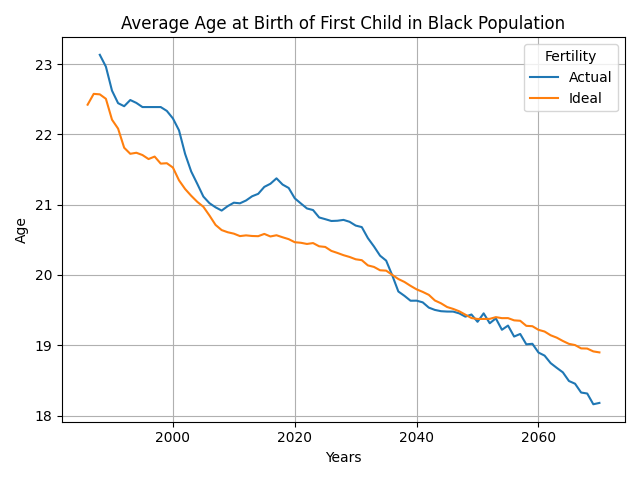 Average Age at Birth of First Child in Black Population
Fertility
Actual
Ideal
Age
23
22
21
20
19
18
2000
2020
2040
2060
Years